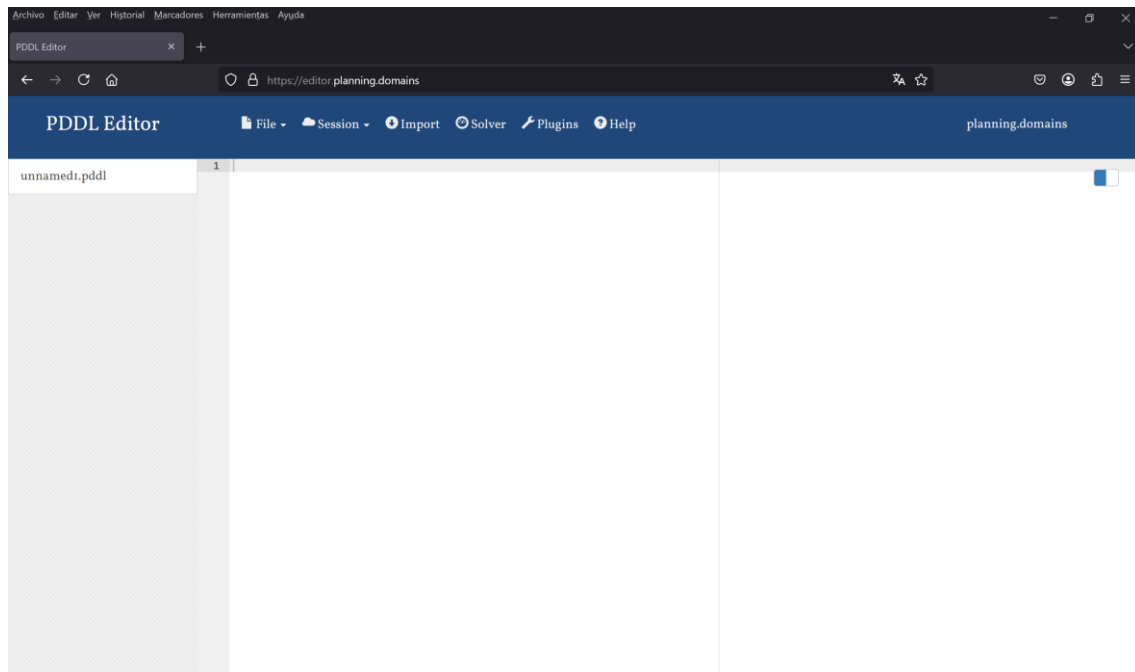 Archivo Editar Ver Historial Marcadores Herramientas Ayuda
PDDL Editor
https://editor.planning.domains
PDDL Editor File Session Import Solver Plugins Help planning.domains
unnamed1.pddl
1